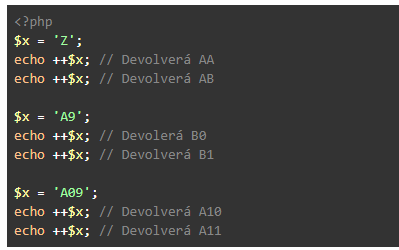 <?php
$x = 'Z';
echo ++$x; // Devolverá AA
echo ++$x; // Devolverá AB
$x = 'A9';
echo ++$x; // Devolerá B0
echo ++$x; // Devolverá B1
$x = 'A09';
echo ++$x; // Devolverá A10
echo ++$x; // Devolverá A11